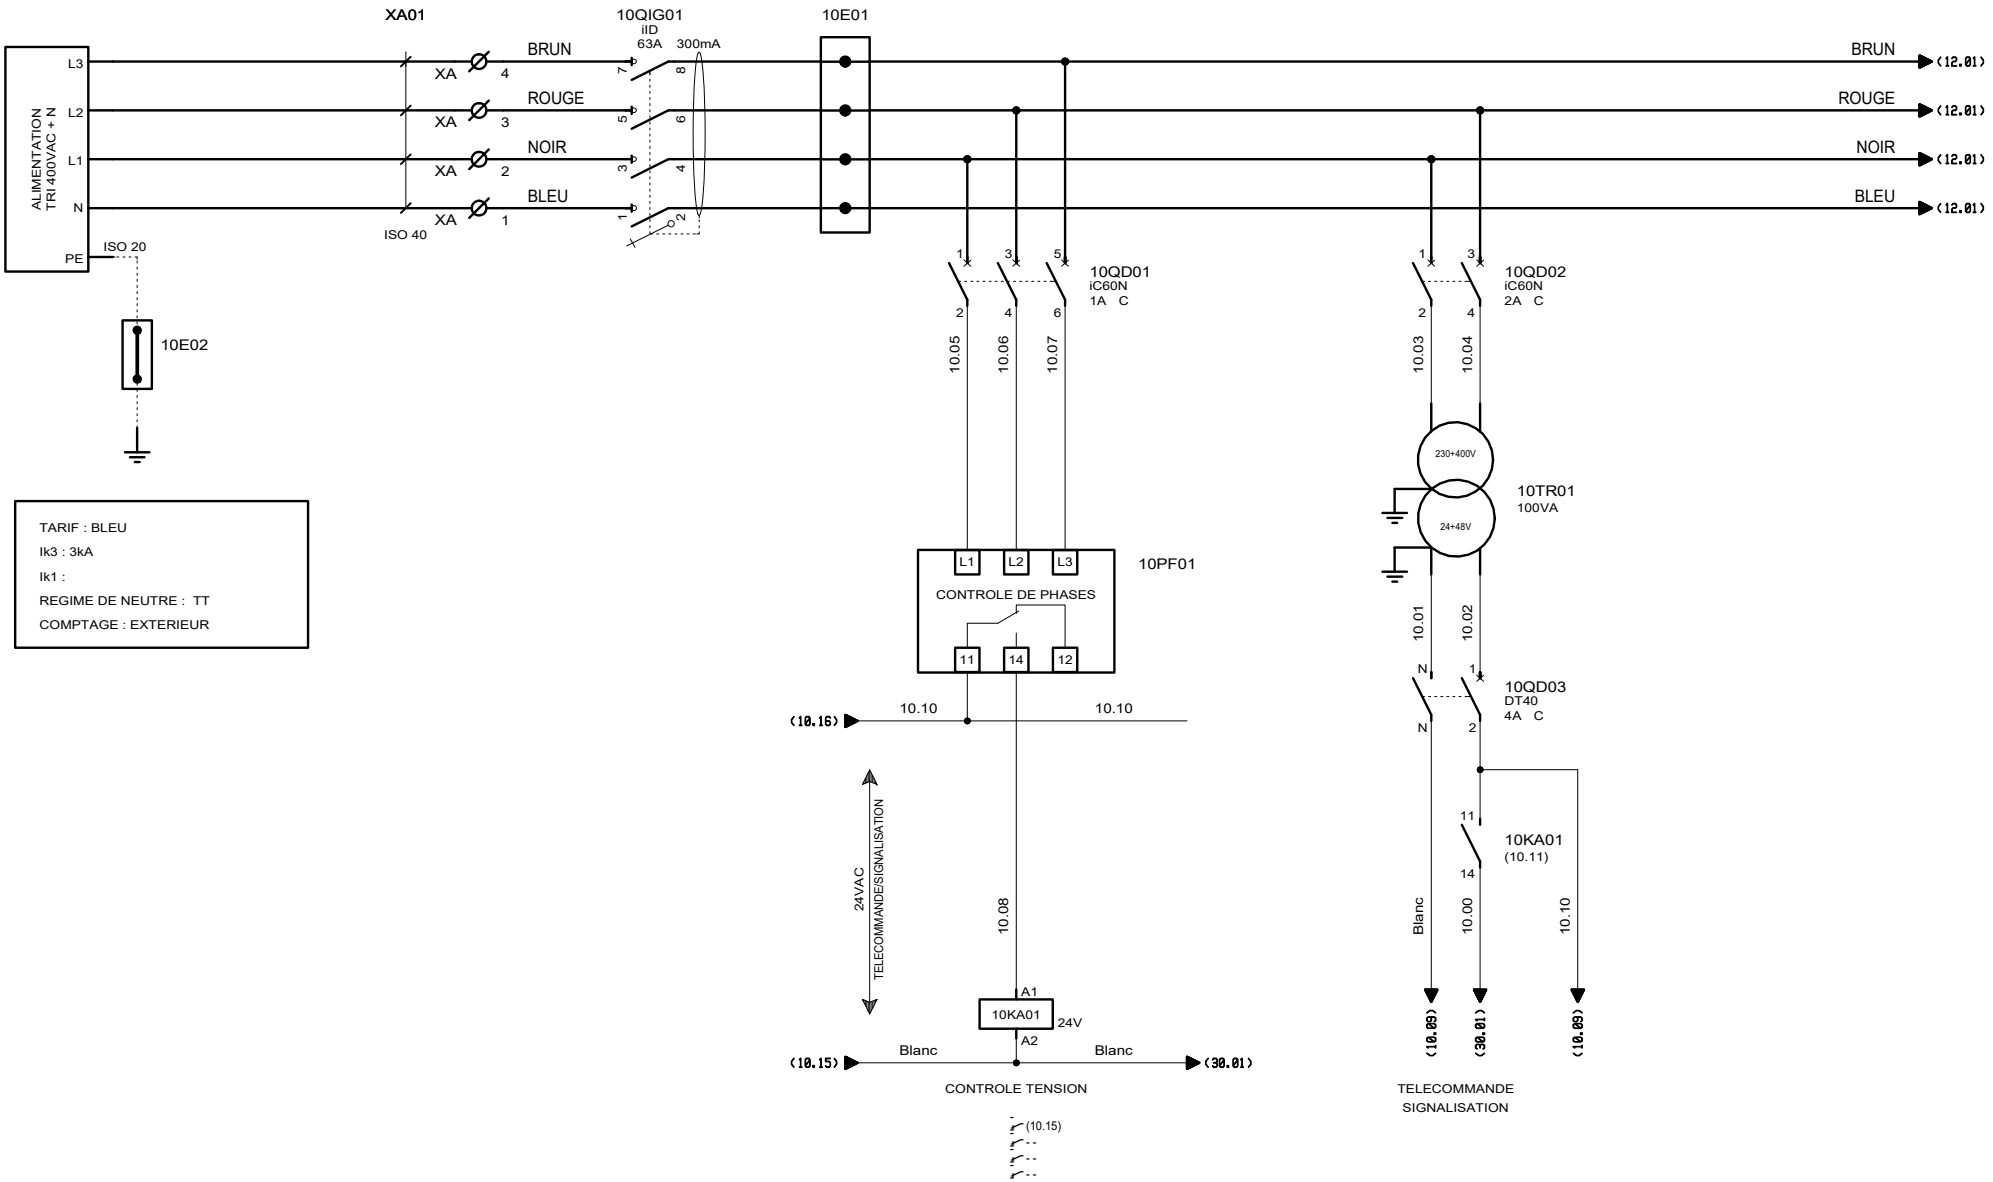 XA01
10QIG01
iID
63A
300mA
10E01
ALIMENTATION
TRI 400VAC + N
L3
L2
L1
N
PE
XA
4
BRUN
7
8
BRUN
(12.01)
XA
3
ROUGE
5
6
ROUGE
(12.01)
XA
2
NOIR
3
4
NOIR
(12.01)
XA
1
BLEU
1
2
BLEU
(12.01)
ISO 40
ISO 20
10E02
1
3
5
2
4
6
10QD01
iC60N
1A C
10.05
10.06
10.07
1
3
2
4
10QD02
iC60N
2A C
10.03
10.04
230+400V
24+48V
10TR01
100VA
TARIF : BLEU
Ik3 : 3kA
Ik1 :
REGIME DE NEUTRE : TT
COMPTAGE : EXTERIEUR
L1
L2
L3
10PF01
CONTROLE DE PHASES
11
14
12
10.01
10.02
N
1
N
2
10QD03
DT40
4A C
(10.16)
10.10
10.10
24VAC
TELECOMMANDE/SIGNALISATION
10.08
11
14
10KA01
(10.11)
Blanc
10.00
10.10
A1
10KA01
24V
A2
(10.15)
Blanc
Blanc
(30.01)
(10.09)
(30.01)
(10.09)
CONTROLE TENSION
TELECOMMANDE
SIGNALISATION
(10.15)